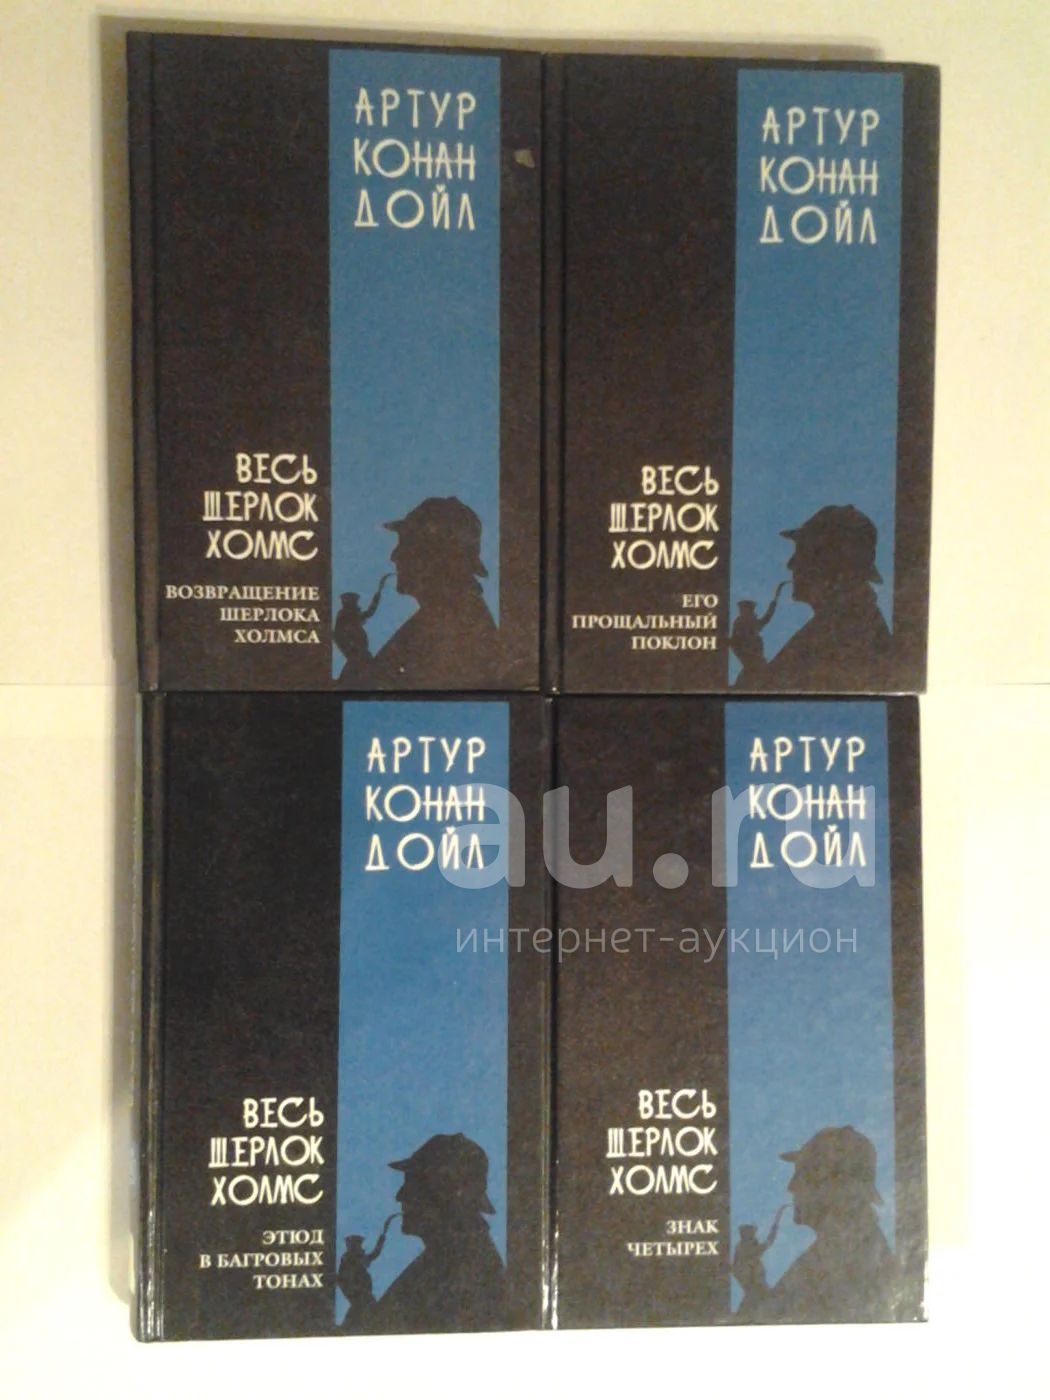 АРТУР
КОНАН
ДОЙЛ
ВЕСЬ
ШЕРЛОК
ХОЛМС
ВОЗВРАЩЕНИЕ
ШЕРЛОКА
ХОЛМСА
АРТУР
КОНАН
ДОЙЛ
ВЕСЬ
ШЕРЛОК
ХОЛМС
ЕГО
ПРОЩАЛЬНЫЙ
ПОКЛОН
АРТУР
КОНАН
ДОЙЛ
ВЕСЬ
ШЕРЛОК
ХОЛМС
ЭТЮД
В БАГРОВЫХ
ТОНАХ
АРТУР
КОНАН
ДОЙЛ
ВЕСЬ
ШЕРЛОК
ХОЛМС
ЗНАК
ЧЕТЫРЕХ
au.ru
интернет-аукцион